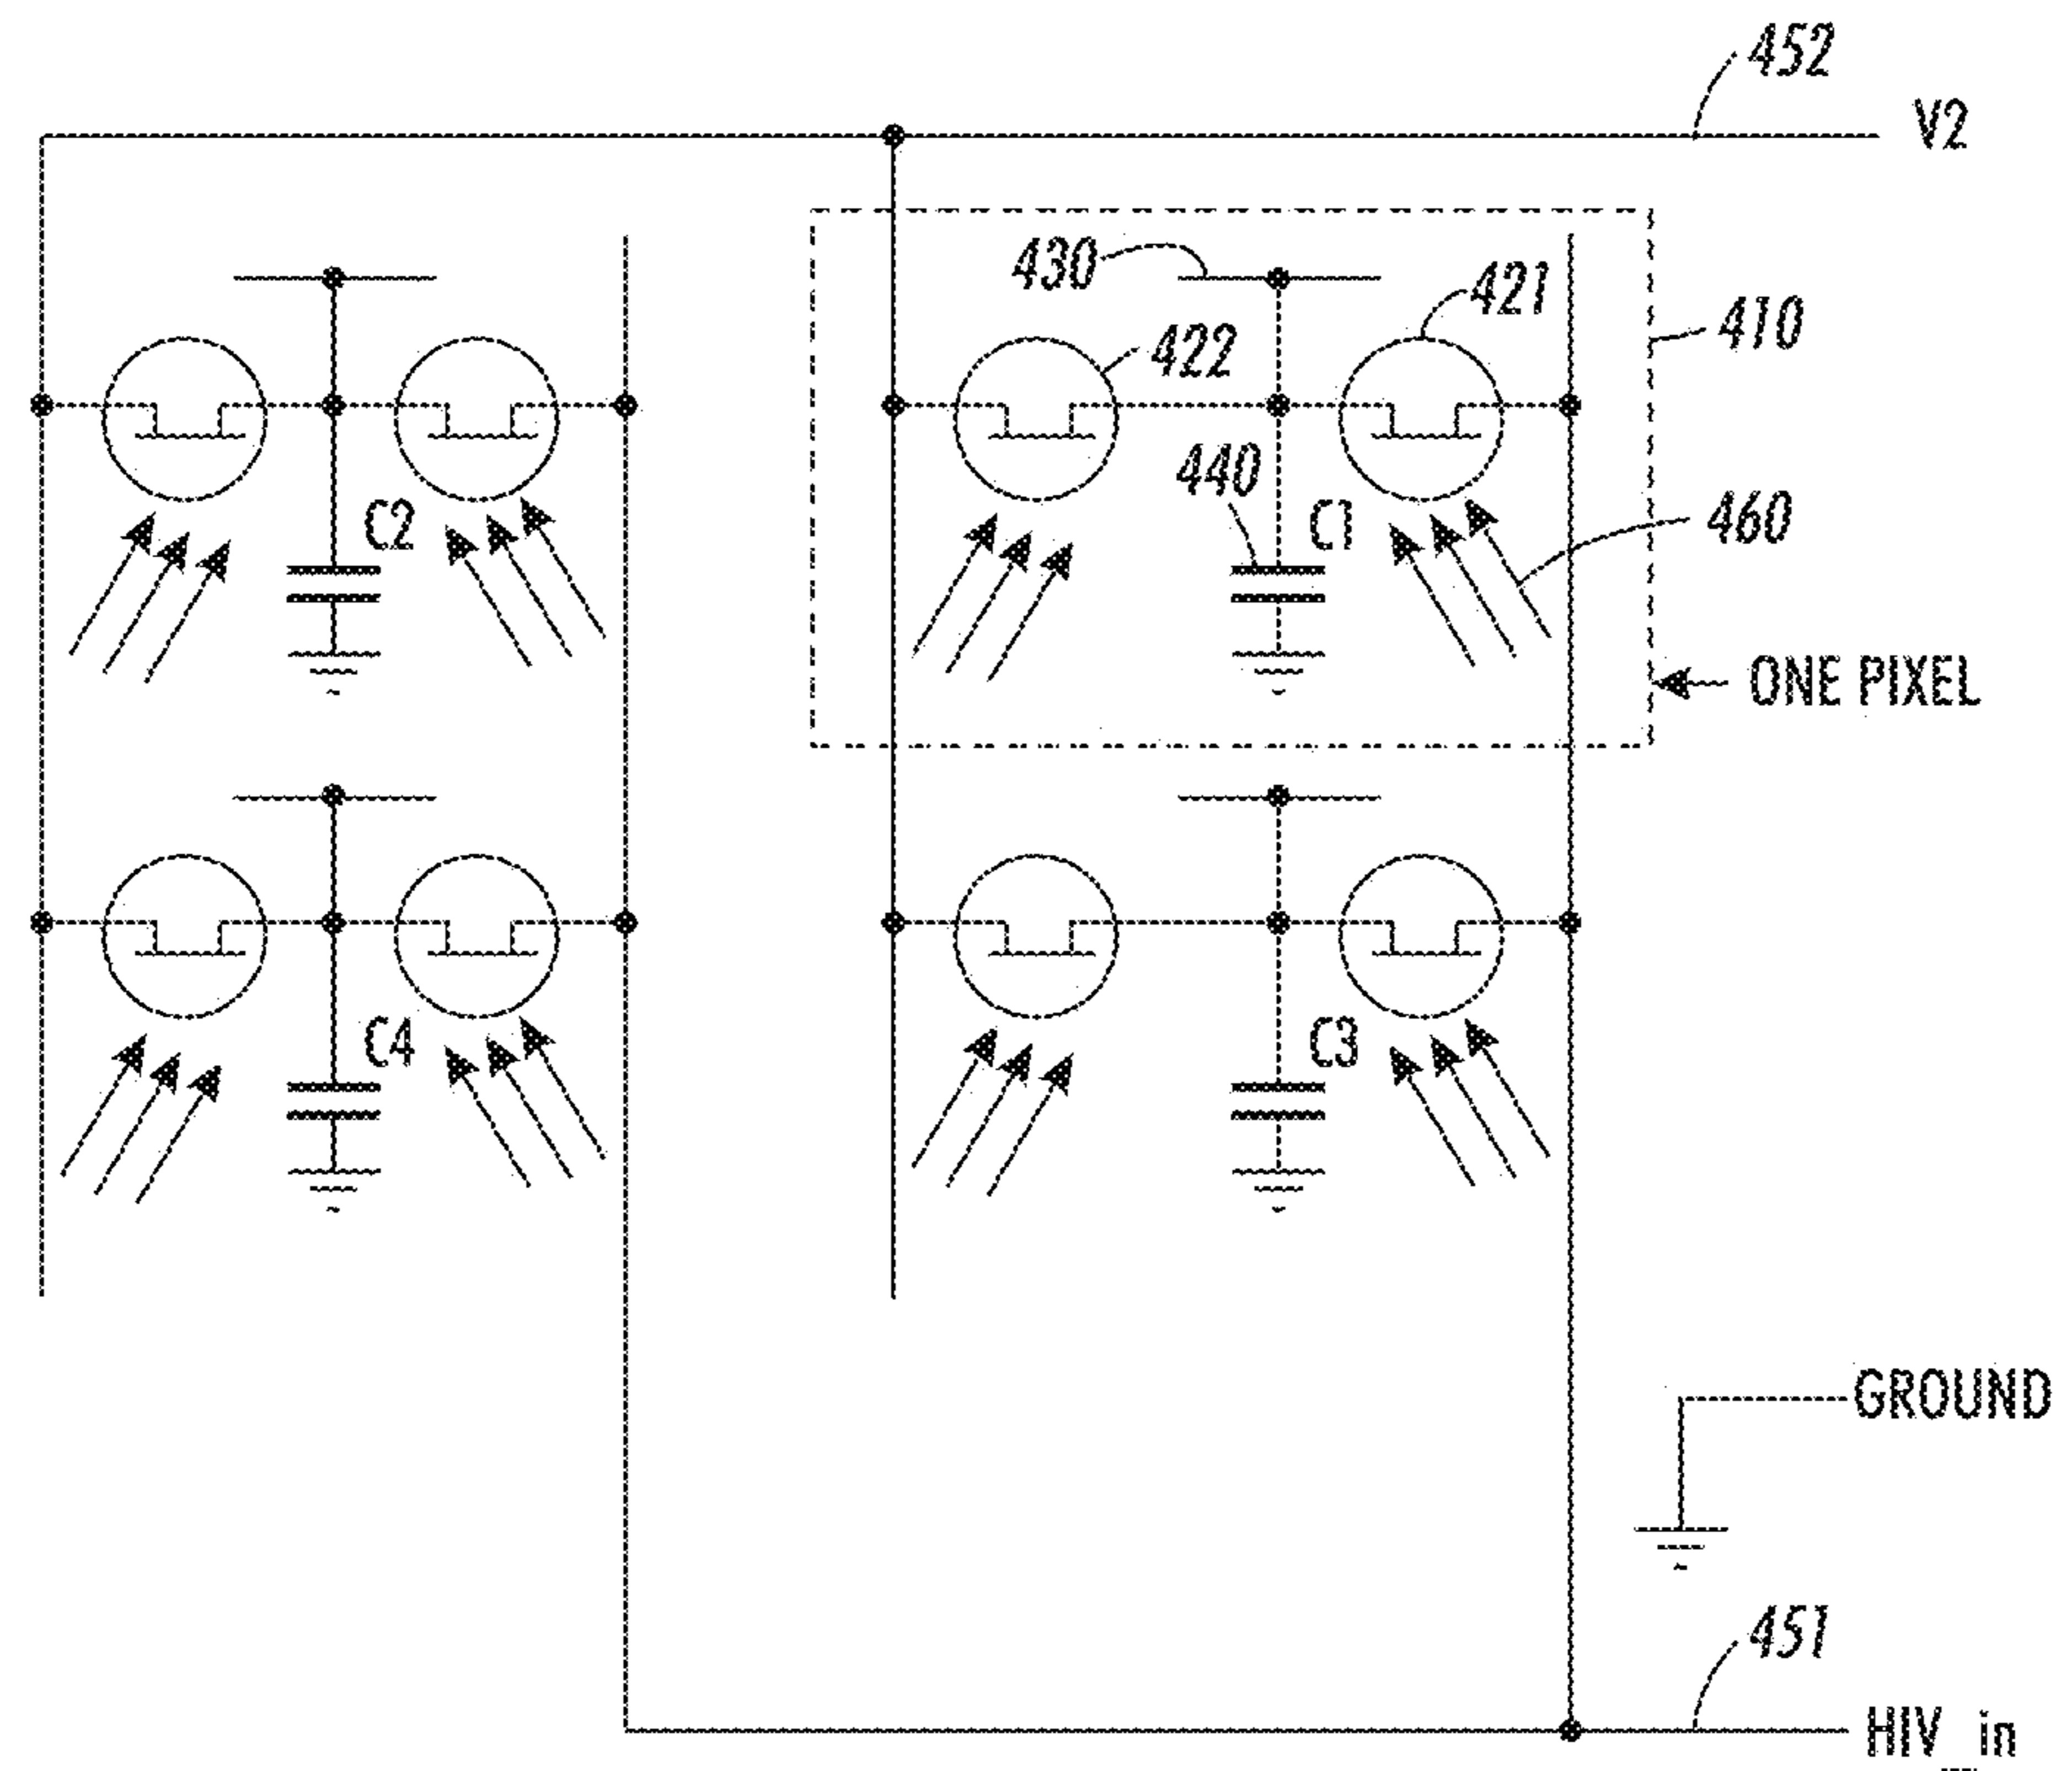 452
V2
430
421
410
422
440
C2
C1
460
ONE PIXEL
C4
C3
GROUND
451
HIV_in